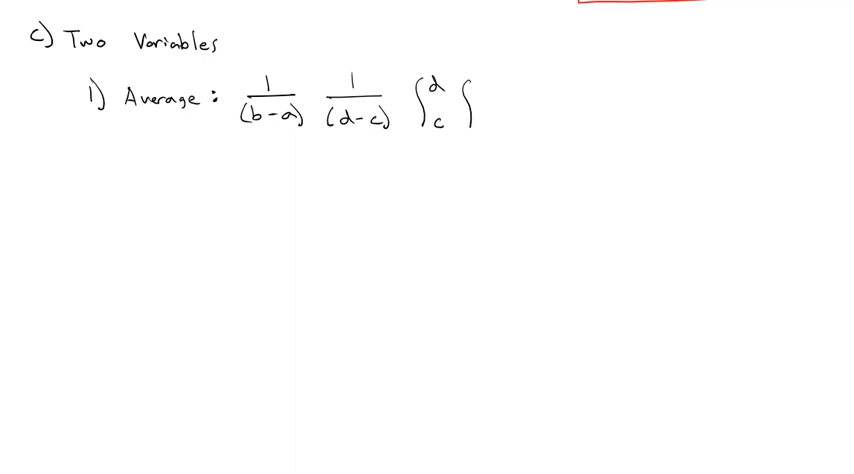 c) Two Variables
1) Average : 1/(b-a) 1/(d-c) ∫_c^d ∫